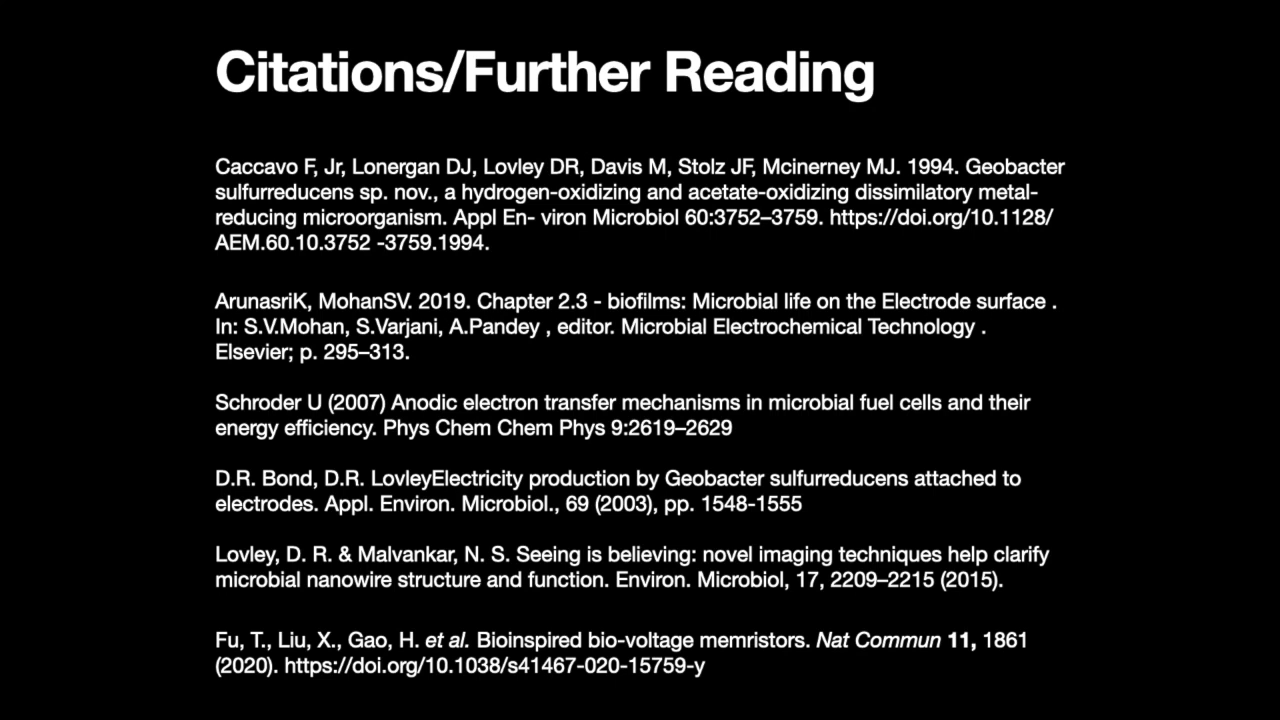 Citations/Further Reading
Caccavo F, Jr, Lonergan DJ, Lovley DR, Davis M, Stolz JF, Mcinerney MJ. 1994. Geobacter
sulfurreducens sp. nov., a hydrogen-oxidizing and acetate-oxidizing dissimilatory metal-
reducing microorganism. Appl En- viron Microbiol 60:3752–3759. https://doi.org/10.1128/
AEM.60.10.3752 -3759.1994.
ArunasriK, MohanSV. 2019. Chapter 2.3 - biofilms: Microbial life on the Electrode surface .
In: S.V.Mohan, S.Varjani, A.Pandey , editor. Microbial Electrochemical Technology .
Elsevier; p. 295–313.
Schroder U (2007) Anodic electron transfer mechanisms in microbial fuel cells and their
energy efficiency. Phys Chem Chem Phys 9:2619–2629
D.R. Bond, D.R. LovleyElectricity production by Geobacter sulfurreducens attached to
electrodes. Appl. Environ. Microbiol., 69 (2003), pp. 1548-1555
Lovley, D. R. & Malvankar, N. S. Seeing is believing: novel imaging techniques help clarify
microbial nanowire structure and function. Environ. Microbiol, 17, 2209–2215 (2015).
Fu, T., Liu, X., Gao, H. et al. Bioinspired bio-voltage memristors. Nat Commun 11, 1861
(2020). https://doi.org/10.1038/s41467-020-15759-y